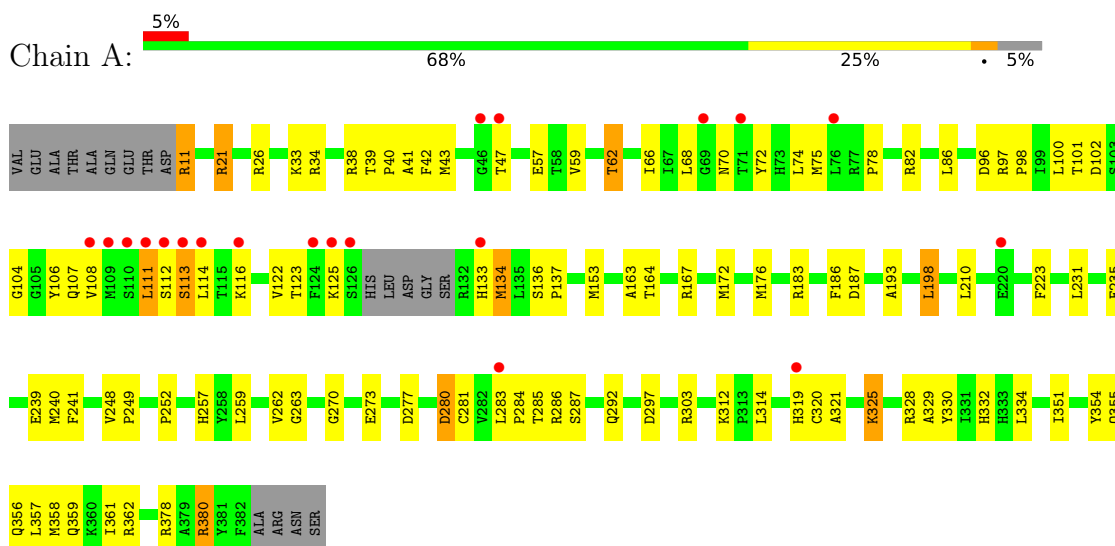 5%
Chain A:
68% 25% • 5%
VAL GLU ALA THR ALA GLN GLU THR ASP R11 R21 R26 K33 R34 R38 T39 P40 A41 F42 M43 G46 T47 E57 T58 V59 T62 I66 I67 L68 G69 N70 T71 Y72 H73 L74 M75 L76 R77 P78 R82 L86 D96 R97 P98 I99 L100 T101 D102 S103
G104 G105 Y106 Q107 V108 M109 S110 L111 S112 S113 L114 T115 K116 V122 T123 F124 K125 S126 HIS LEU ASP GLY SER R132 H133 M134 L135 S136 P137 M153 A163 T164 R167 M172 M176 R183 F186 D187 A193 L198 L210 E220 F223 L231 E235
E239 M240 F241 V248 P249 P252 H257 Y258 L259 V262 G263 G270 E273 D277 D280 C281 V282 L283 P284 T285 R286 S287 Q292 D297 R303 K312 P313 L314 H319 C320 A321 K325 R328 A329 Y330 I331 H332 H333 L334 I351 Y354 Q355
Q356 L357 M358 Q359 K360 I361 R362 R378 A379 R380 Y381 F382 ALA ARG ASN SER